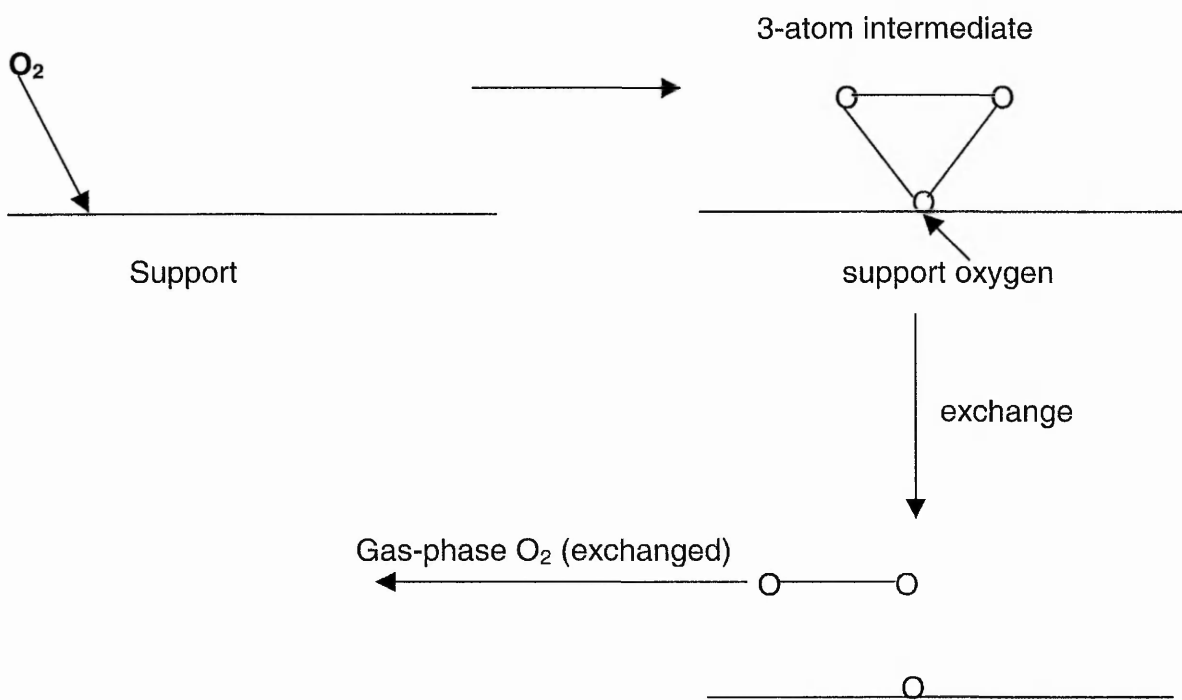 3-atom intermediate
O₂
O O
O
Support
support oxygen
exchange
Gas-phase O₂ (exchanged)
O O
O